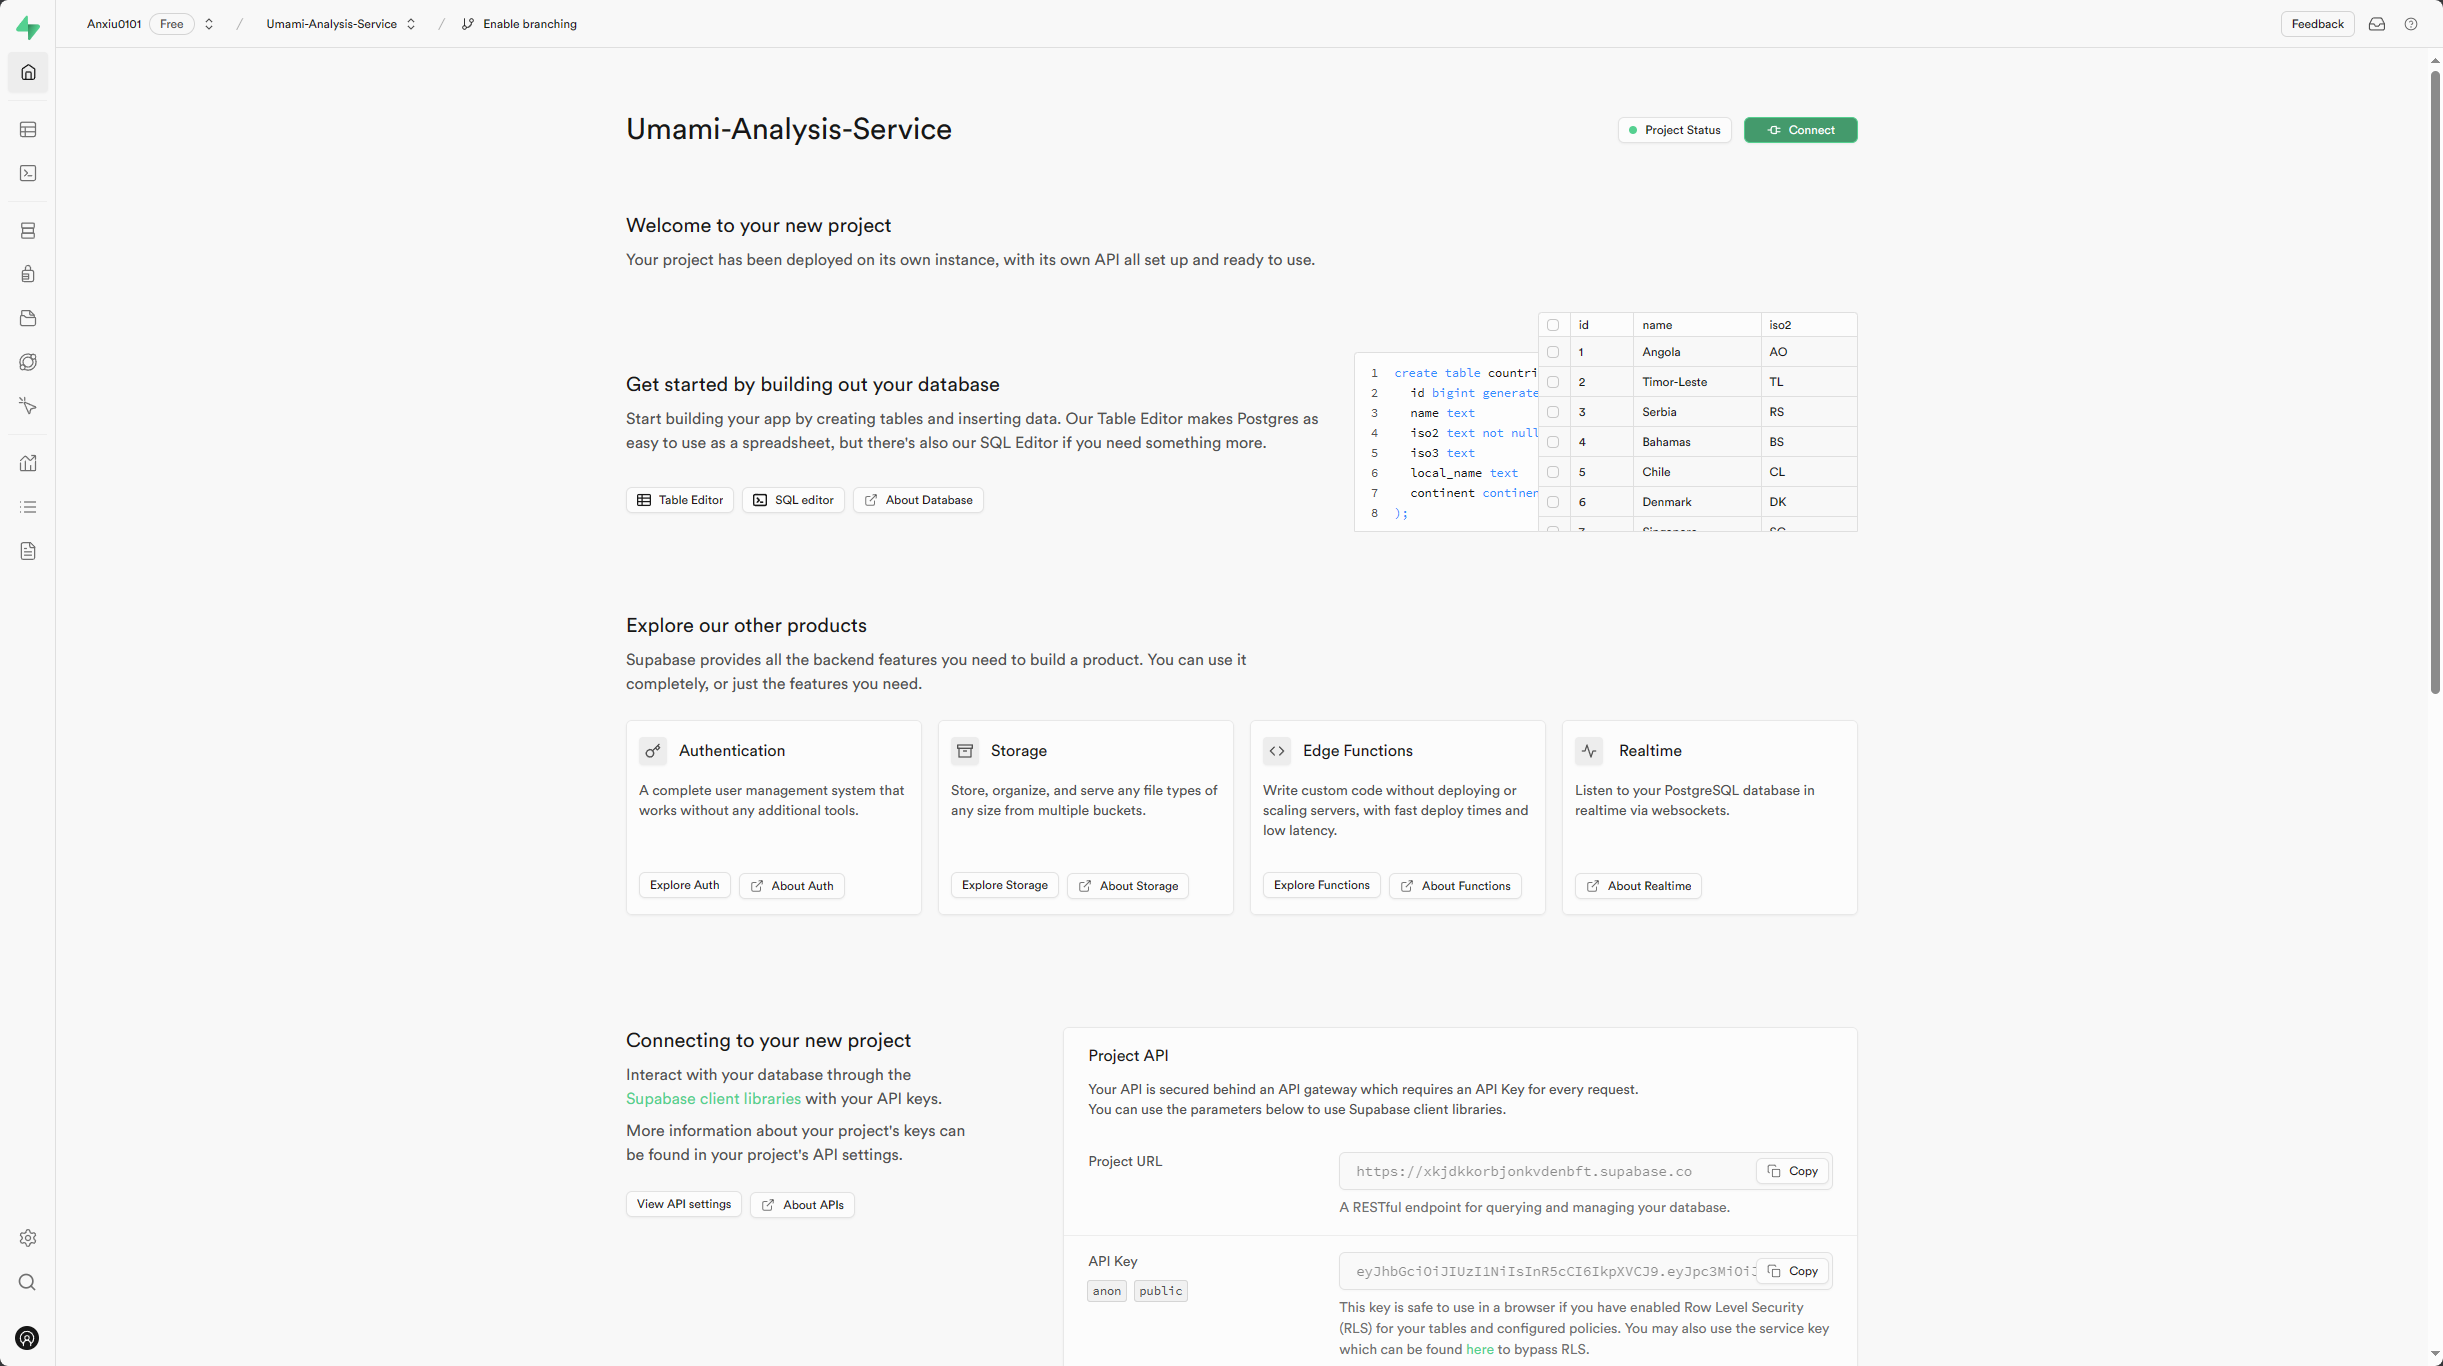 Anxiu0101 Free / Umami-Analysis-Service / Enable branching
Feedback
Umami-Analysis-Service
Project Status
Connect
Welcome to your new project
Your project has been deployed on its own instance, with its own API all set up and ready to use.
Get started by building out your database
Start building your app by creating tables and inserting data. Our Table Editor makes Postgres as
easy to use as a spreadsheet, but there's also our SQL Editor if you need something more.
Table Editor
SQL editor
About Database
1 create table countri
2 id bigint generate
3 name text
4 iso2 text not null
5 iso3 text
6 local_name text
7 continent continen
8 );
id name iso2
1 Angola AO
2 Timor-Leste TL
3 Serbia RS
4 Bahamas BS
5 Chile CL
6 Denmark DK
7 Singapore SG
Explore our other products
Supabase provides all the backend features you need to build a product. You can use it
completely, or just the features you need.
Authentication
A complete user management system that
works without any additional tools.
Explore Auth
About Auth
Storage
Store, organize, and serve any file types of
any size from multiple buckets.
Explore Storage
About Storage
Edge Functions
Write custom code without deploying or
scaling servers, with fast deploy times and
low latency.
Explore Functions
About Functions
Realtime
Listen to your PostgreSQL database in
realtime via websockets.
About Realtime
Connecting to your new project
Interact with your database through the
Supabase client libraries with your API keys.
More information about your project's keys can
be found in your project's API settings.
View API settings
About APIs
Project API
Your API is secured behind an API gateway which requires an API Key for every request.
You can use the parameters below to use Supabase client libraries.
Project URL
https://xkjdkkorbjonkvdenbft.supabase.co
Copy
A RESTful endpoint for querying and managing your database.
API Key
anon public
eyJhbGciOiJIUzI1NiIsInR5cCI6IkpXVCJ9.eyJpc3MiOiJ
Copy
This key is safe to use in a browser if you have enabled Row Level Security
(RLS) for your tables and configured policies. You may also use the service key
which can be found here to bypass RLS.